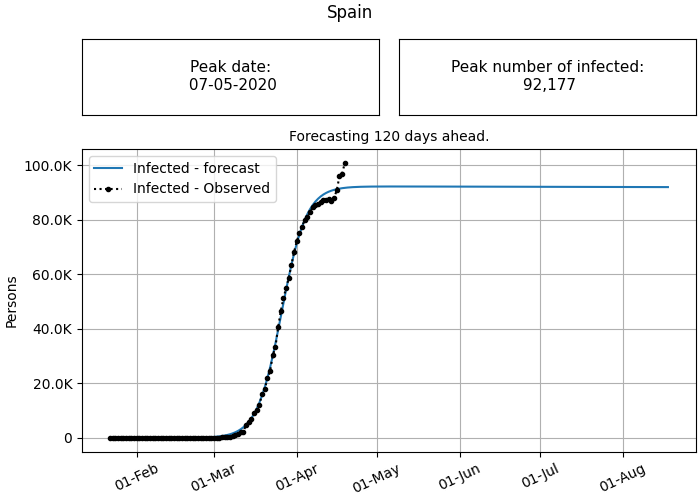 Spain
Peak date:
07-05-2020
Peak number of infected:
92,177
Forecasting 120 days ahead.
Infected - forecast
Infected - Observed
100.0K
80.0K
60.0K
40.0K
20.0K
0
Persons
01-Feb
01-Mar
01-Apr
01-May
01-Jun
01-Jul
01-Aug